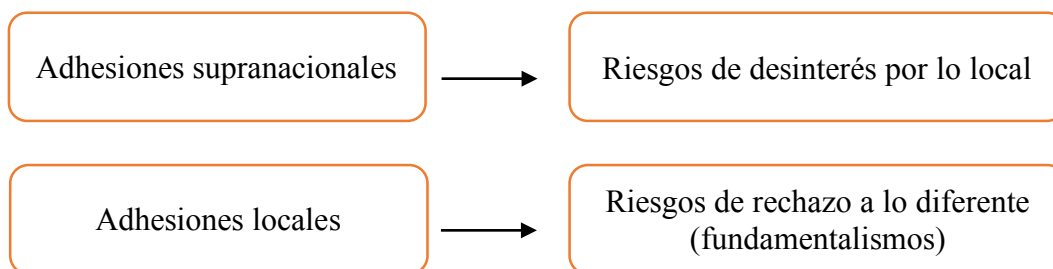 Adhesiones supranacionales
Riesgos de desinterés por lo local
Adhesiones locales
Riesgos de rechazo a lo diferente
(fundamentalismos)